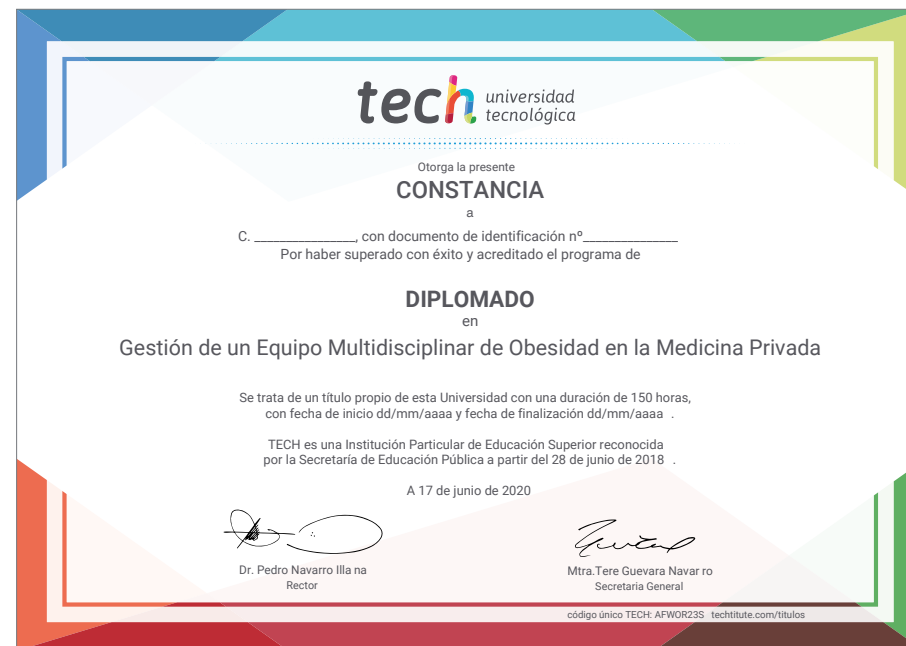 tech universidad
tecnológica
Otorga la presente
CONSTANCIA
a
C. ________________, con documento de identificación nº_______________
Por haber superado con éxito y acreditado el programa de
DIPLOMADO
en
Gestión de un Equipo Multidisciplinar de Obesidad en la Medicina Privada
Se trata de un título propio de esta Universidad con una duración de 150 horas,
con fecha de inicio dd/mm/aaaa y fecha de finalización dd/mm/aaaa .
TECH es una Institución Particular de Educación Superior reconocida
por la Secretaría de Educación Pública a partir del 28 de junio de 2018 .
A 17 de junio de 2020
Dr. Pedro Navarro Illa na
Rector
Mtra.Tere Guevara Navar ro
Secretaria General
código único TECH: AFWOR23S techtitute.com/titulos